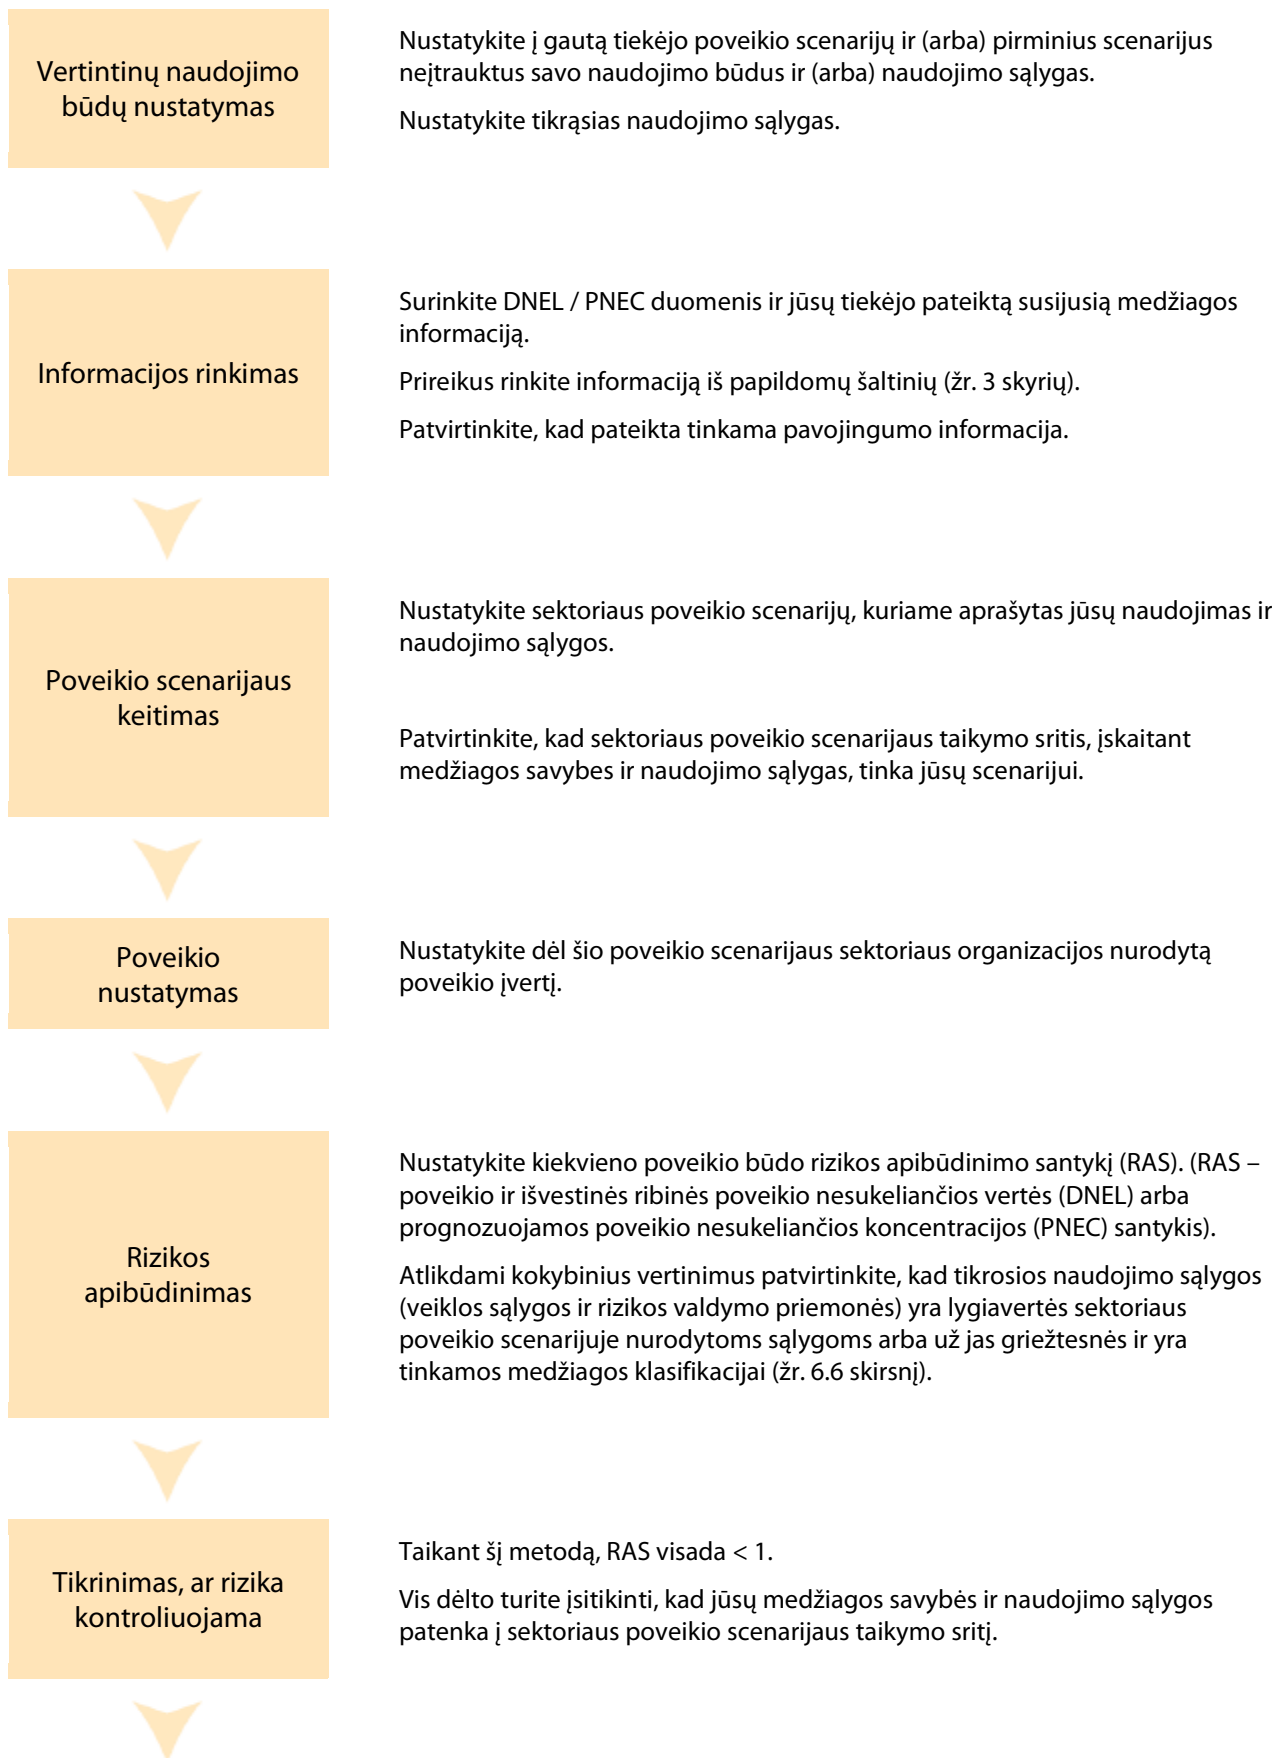 Vertintinų naudojimo
būdų nustatymas
Nustatykite į gautą tiekėjo poveikio scenarijų ir (arba) pirminius scenarijus
neįtrauktus savo naudojimo būdus ir (arba) naudojimo sąlygas.
Nustatykite tikrąsias naudojimo sąlygas.
Informacijos rinkimas
Surinkite DNEL / PNEC duomenis ir jūsų tiekėjo pateiktą susijusią medžiagos
informaciją.
Prireikus rinkite informaciją iš papildomų šaltinių (žr. 3 skyrių).
Patvirtinkite, kad pateikta tinkama pavojingumo informacija.
Poveikio scenarijaus
keitimas
Nustatykite sektoriaus poveikio scenarijų, kuriame aprašytas jūsų naudojimas ir
naudojimo sąlygos.
Patvirtinkite, kad sektoriaus poveikio scenarijaus taikymo sritis, įskaitant
medžiagos savybes ir naudojimo sąlygas, tinka jūsų scenarijui.
Poveikio
nustatymas
Nustatykite dėl šio poveikio scenarijaus sektoriaus organizacijos nurodytą
poveikio įvertį.
Rizikos
apibūdinimas
Nustatykite kiekvieno poveikio būdo rizikos apibūdinimo santykį (RAS). (RAS –
poveikio ir išvestinės ribinės poveikio nesukeliančios vertės (DNEL) arba
prognozuojamos poveikio nesukeliančios koncentracijos (PNEC) santykis).
Atlikdami kokybinius vertinimus patvirtinkite, kad tikrosios naudojimo sąlygos
(veiklos sąlygos ir rizikos valdymo priemonės) yra lygiavertės sektoriaus
poveikio scenarijuje nurodytoms sąlygoms arba už jas griežtesnės ir yra
tinkamos medžiagos klasifikacijai (žr. 6.6 skirsnį).
Tikrinimas, ar rizika
kontroliuojama
Taikant šį metodą, RAS visada < 1.
Vis dėlto turite įsitikinti, kad jūsų medžiagos savybės ir naudojimo sąlygos
patenka į sektoriaus poveikio scenarijaus taikymo sritį.